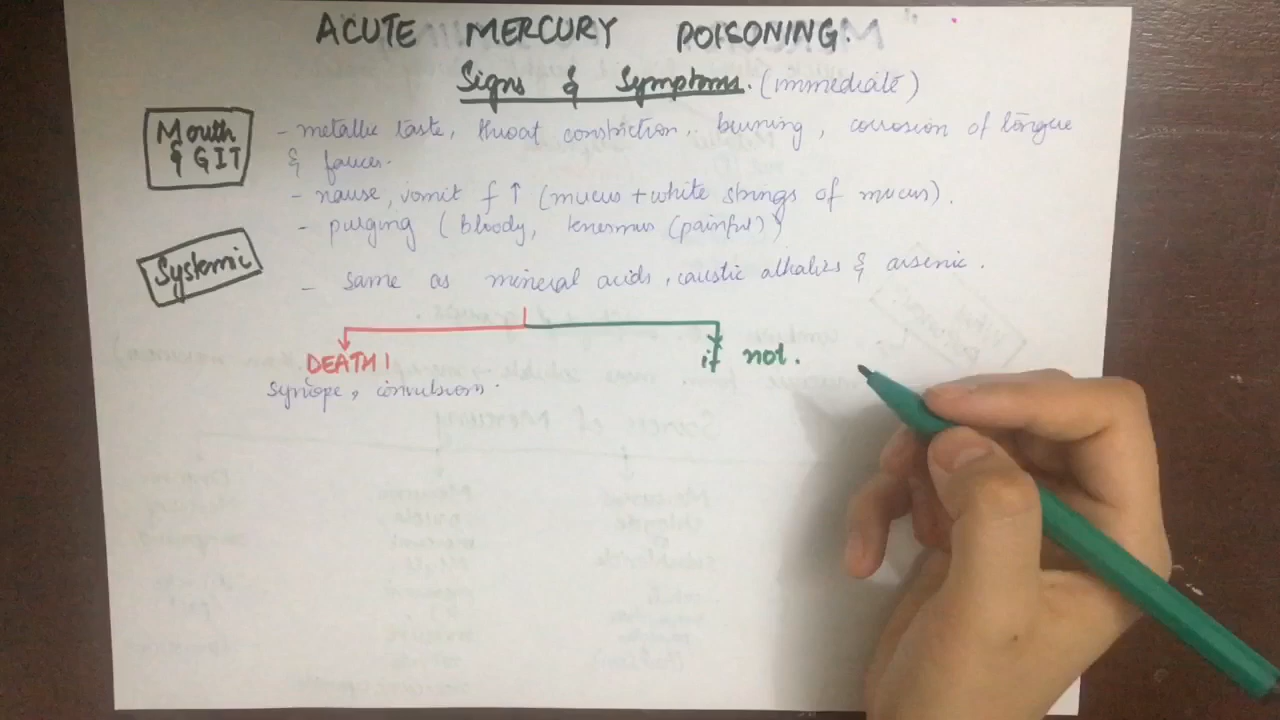 ACUTE MERCURY POISONING.
Signs & Symptoms. (immediate)
Mouth & GIT
- metallic taste, throat constriction, burning, corrosion of tongue
& fauces.
- nause, vomit f ↑ (mucus + white strings of mucus).
- purging (bloody, tenesmus (painful))
Systemic
- same as mineral acids, caustic alkalies & arsenic.
DEATH!
syncope, convulsions.
if not.